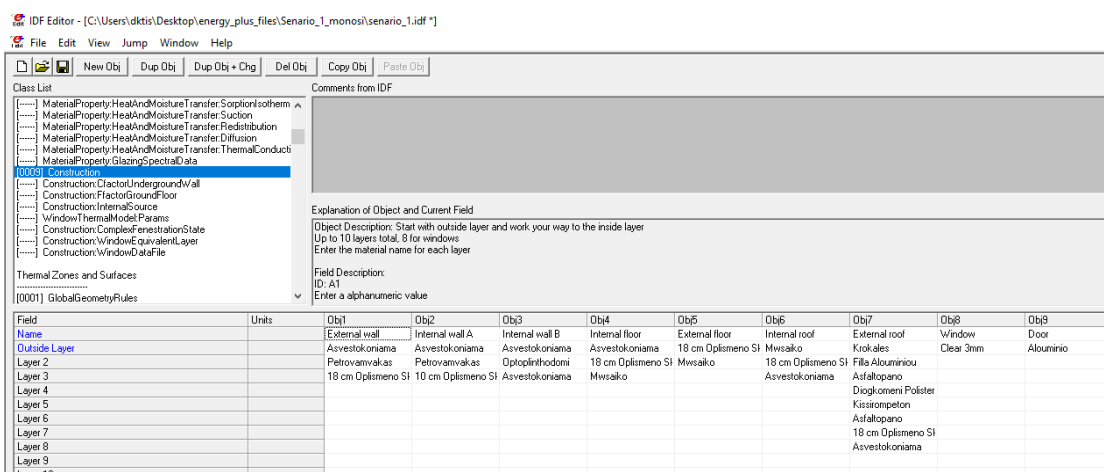 IDF Editor - [C:\Users\dktis\Desktop\energy_plus_files\Senario_1_monosi\senario_1.idf *]
File Edit View Jump Window Help
New Obj Dup Obj Dup Obj + Chg Del Obj Copy Obj Paste Obj
Class List
[------] MaterialProperty:HeatAndMoistureTransfer:SorptionIsotherm
[------] MaterialProperty:HeatAndMoistureTransfer:Suction
[------] MaterialProperty:HeatAndMoistureTransfer:Redistribution
[------] MaterialProperty:HeatAndMoistureTransfer:Diffusion
[------] MaterialProperty:HeatAndMoistureTransfer:ThermalConducti
[------] MaterialProperty:GlazingSpectralData
[0009] Construction
[------] Construction:CfactorUndergroundWall
[------] Construction:FfactorGroundFloor
[------] Construction:InternalSource
[------] WindowThermalModel:Params
[------] Construction:ComplexFenestrationState
[------] Construction:WindowEquivalentLayer
[------] Construction:WindowDataFile
Thermal Zones and Surfaces
--------------------------
[0001] GlobalGeometryRules
Comments from IDF
Explanation of Object and Current Field
Object Description: Start with outside layer and work your way to the inside layer
Up to 10 layers total, 8 for windows
Enter the material name for each layer
Field Description:
ID: A1
Enter a alphanumeric value
Field Units Obj1 Obj2 Obj3 Obj4 Obj5 Obj6 Obj7 Obj8 Obj9
Name External wall Internal wall A Internal wall B Internal floor External floor Internal roof External roof Window Door
Outside Layer Asvestokoniama Asvestokoniama Asvestokoniama Asvestokoniama 18 cm Oplismeno Sk Mwsaiko Krokales Clear 3mm Alouminio
Layer 2 Petrovamvakas Petrovamvakas Optoplinthodomi 18 cm Oplismeno Sk Mwsaiko 18 cm Oplismeno Sk Filla Alouminiou
Layer 3 18 cm Oplismeno Sk 10 cm Oplismeno Sk Asvestokoniama Mwsaiko Asvestokoniama Asfaltopano
Layer 4 Diogkomeni Polister
Layer 5 Kissirompeton
Layer 6 Asfaltopano
Layer 7 18 cm Oplismeno Sk
Layer 8 Asvestokoniama
Layer 9